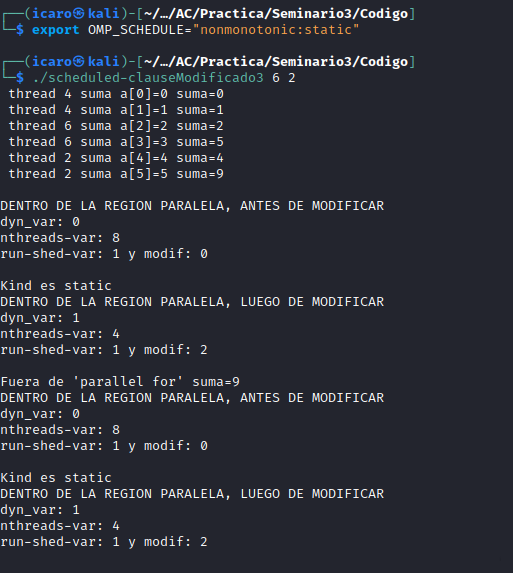 ┌──(icaro㉿kali)-[~/…/AC/Practica/Seminario3/Codigo]
└─$ export OMP_SCHEDULE="nonmonotonic:static"

┌──(icaro㉿kali)-[~/…/AC/Practica/Seminario3/Codigo]
└─$ ./scheduled-clauseModificado3 6 2
 thread 4 suma a[0]=0 suma=0
 thread 4 suma a[1]=1 suma=1
 thread 6 suma a[2]=2 suma=2
 thread 6 suma a[3]=3 suma=5
 thread 2 suma a[4]=4 suma=4
 thread 2 suma a[5]=5 suma=9

DENTRO DE LA REGION PARALELA, ANTES DE MODIFICAR
dyn_var: 0
nthreads-var: 8
run-shed-var: 1 y modif: 0

Kind es static
DENTRO DE LA REGION PARALELA, LUEGO DE MODIFICAR
dyn_var: 1
nthreads-var: 4
run-shed-var: 1 y modif: 2

Fuera de 'parallel for' suma=9
DENTRO DE LA REGION PARALELA, ANTES DE MODIFICAR
dyn_var: 0
nthreads-var: 8
run-shed-var: 1 y modif: 0

Kind es static
DENTRO DE LA REGION PARALELA, LUEGO DE MODIFICAR
dyn_var: 1
nthreads-var: 4
run-shed-var: 1 y modif: 2